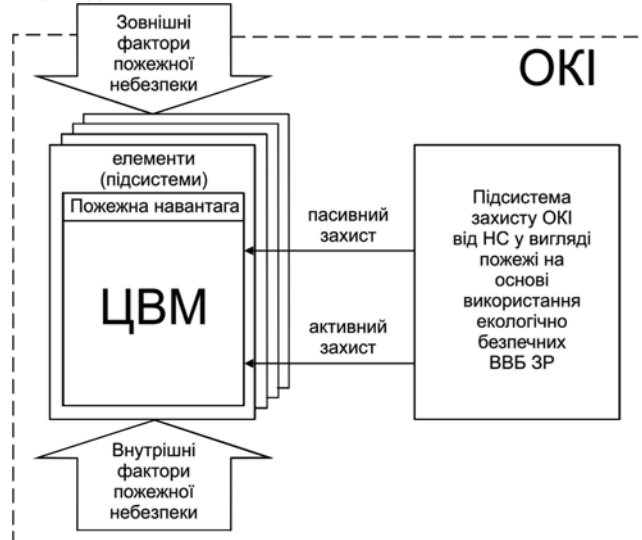 Зовнішні
фактори
пожежної
небезпеки
ОКІ
елементи
(підсистеми)
Пожежна навантага
ЦВМ
пасивний
захист
активний
захист
Підсистема
захисту ОКІ
від НС у вигляді
пожежі на
основі
використання
екологічно
безпечних
ВВБ ЗР
Внутрішні
фактори
пожежної
небезпеки